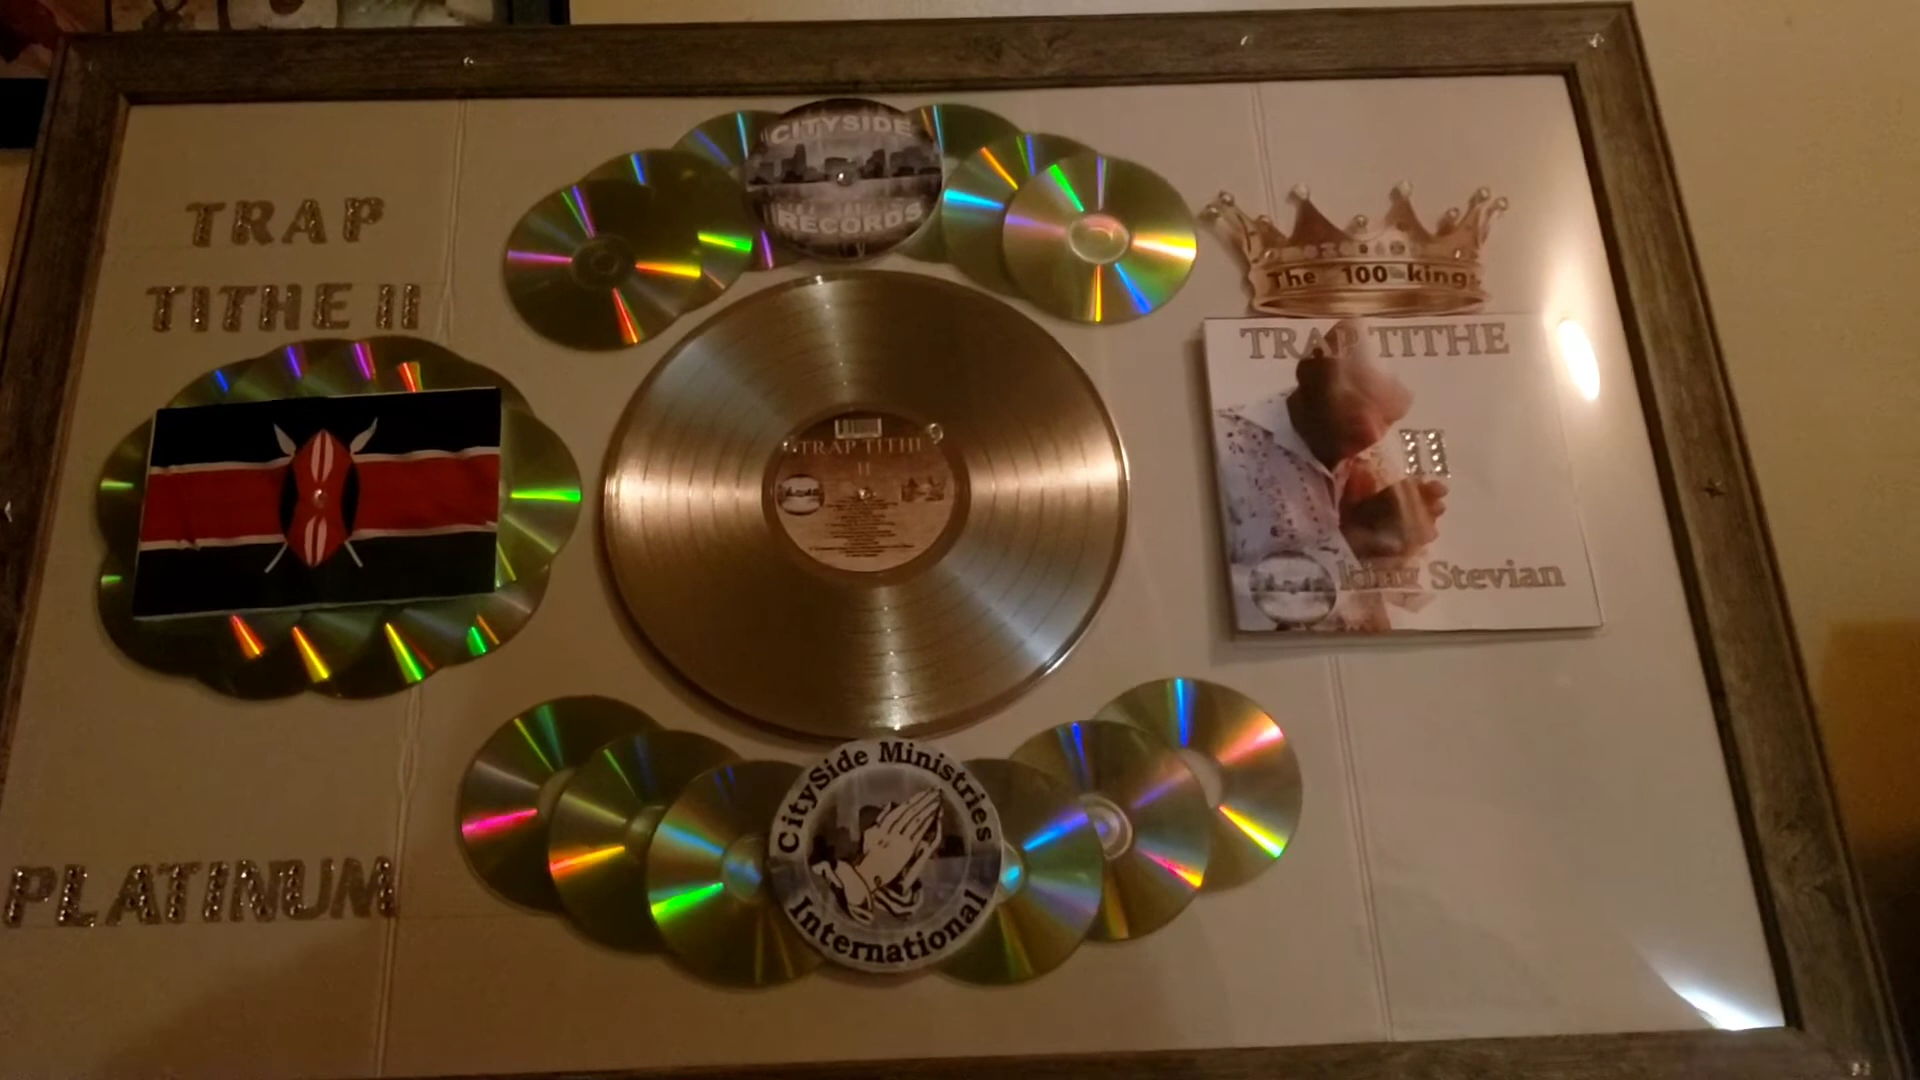 TRAP
TITHE II
PLATINUM
CITYSIDE
RECORDS
TRAP TITHE
II
CitySide Ministries
International
The 100 kings
TRAP TITHE
II
king Stevian